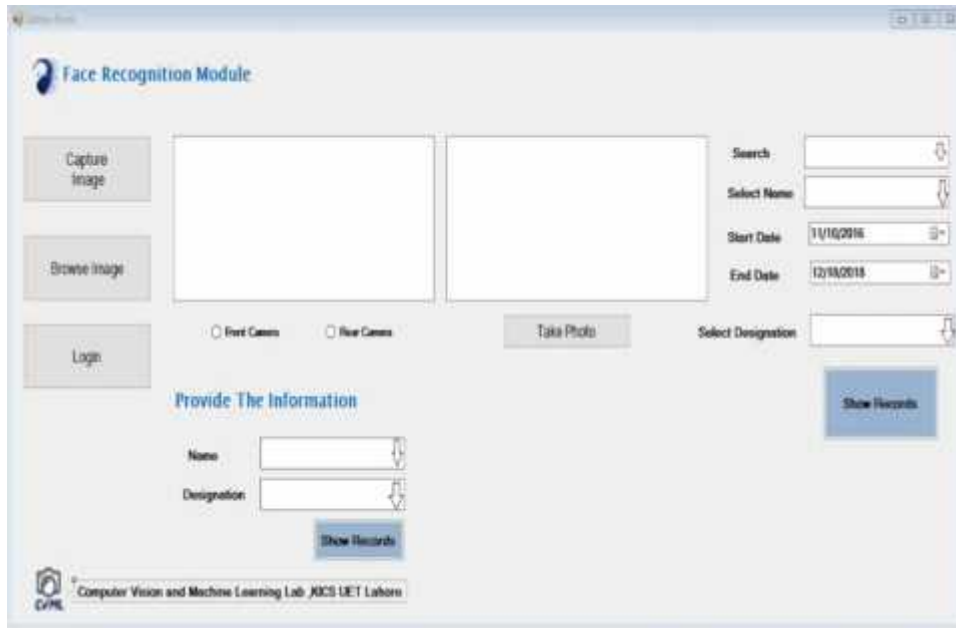 Face Recognition Module
Capture
Image
Browse Image
Login
Front Camera
Rear Camera
Take Photo
Search
Select Name
Start Date
11/10/2016
End Date
12/18/2018
Select Designation
Show Records
Provide The Information
Name
Designation
Show Records
CVML
Computer Vision and Machine Learning Lab ,KICS UET Lahore